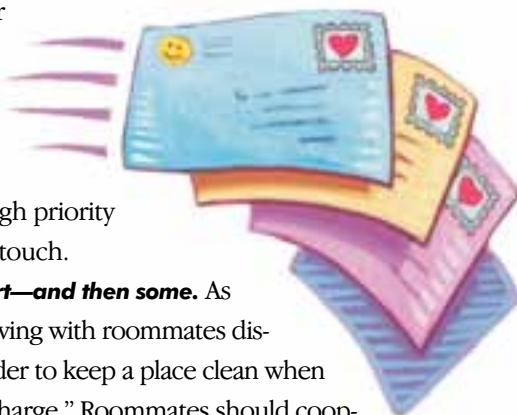 r
gh priority
touch.
rt—and then some. As
ving with roommates dis-
der to keep a place clean when
harge.” Roommates should coop-